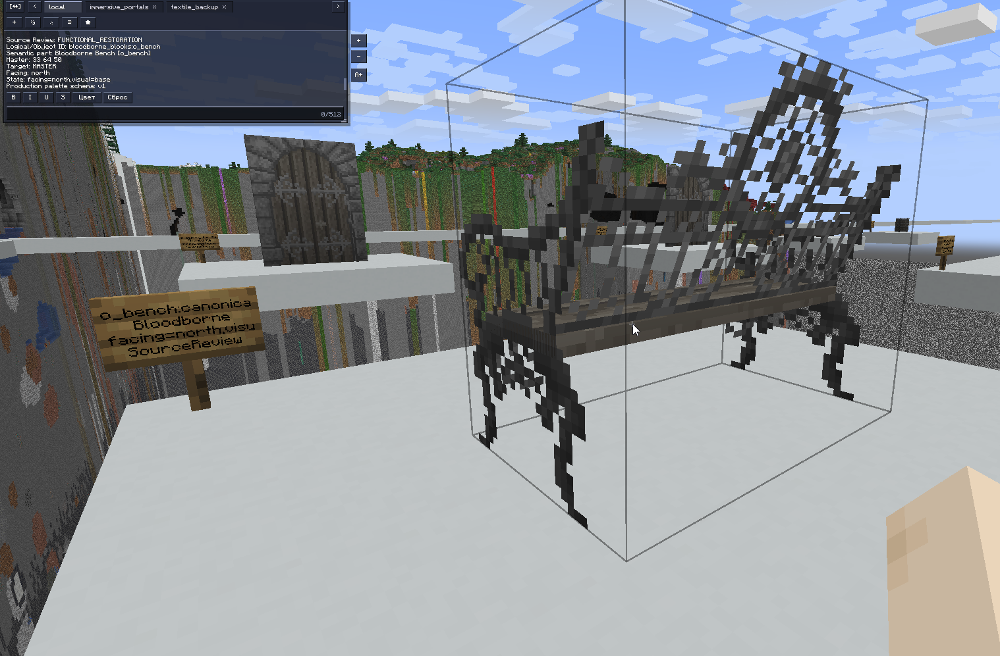 [↔] < local immersive_portals × textile_backup × >
+ ≡ ★
Source Review: FUNCTIONAL_RESTORATION
Logical/Object ID: bloodborne_blocks:o_bench
Semantic part: Bloodborne Bench [o_bench]
Master: 33 64 50
Target: MASTER
Facing: north
State: facing=north,visual=base
Production palette schema: v1
B I U S Цвет Сброс
0/512
+
-
A+
o_bench:canonica
Bloodborne
facing=north,visu
SourceReview